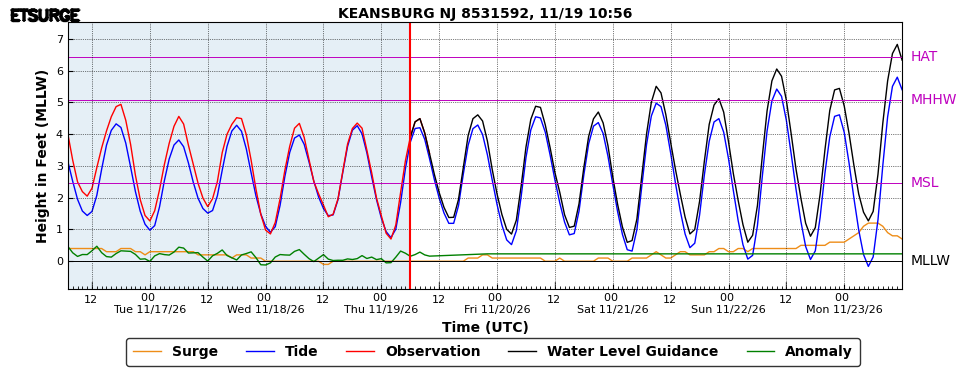 ETSURGE
KEANSBURG NJ 8531592, 11/19 10:56
Height in Feet (MLLW)
7
6
5
4
3
2
1
0
HAT
MHHW
MSL
MLLW
12 00 12 00 12 00 12 00 12 00 12 00 12 00
Tue 11/17/26 Wed 11/18/26 Thu 11/19/26 Fri 11/20/26 Sat 11/21/26 Sun 11/22/26 Mon 11/23/26
Time (UTC)
Surge Tide Observation Water Level Guidance Anomaly